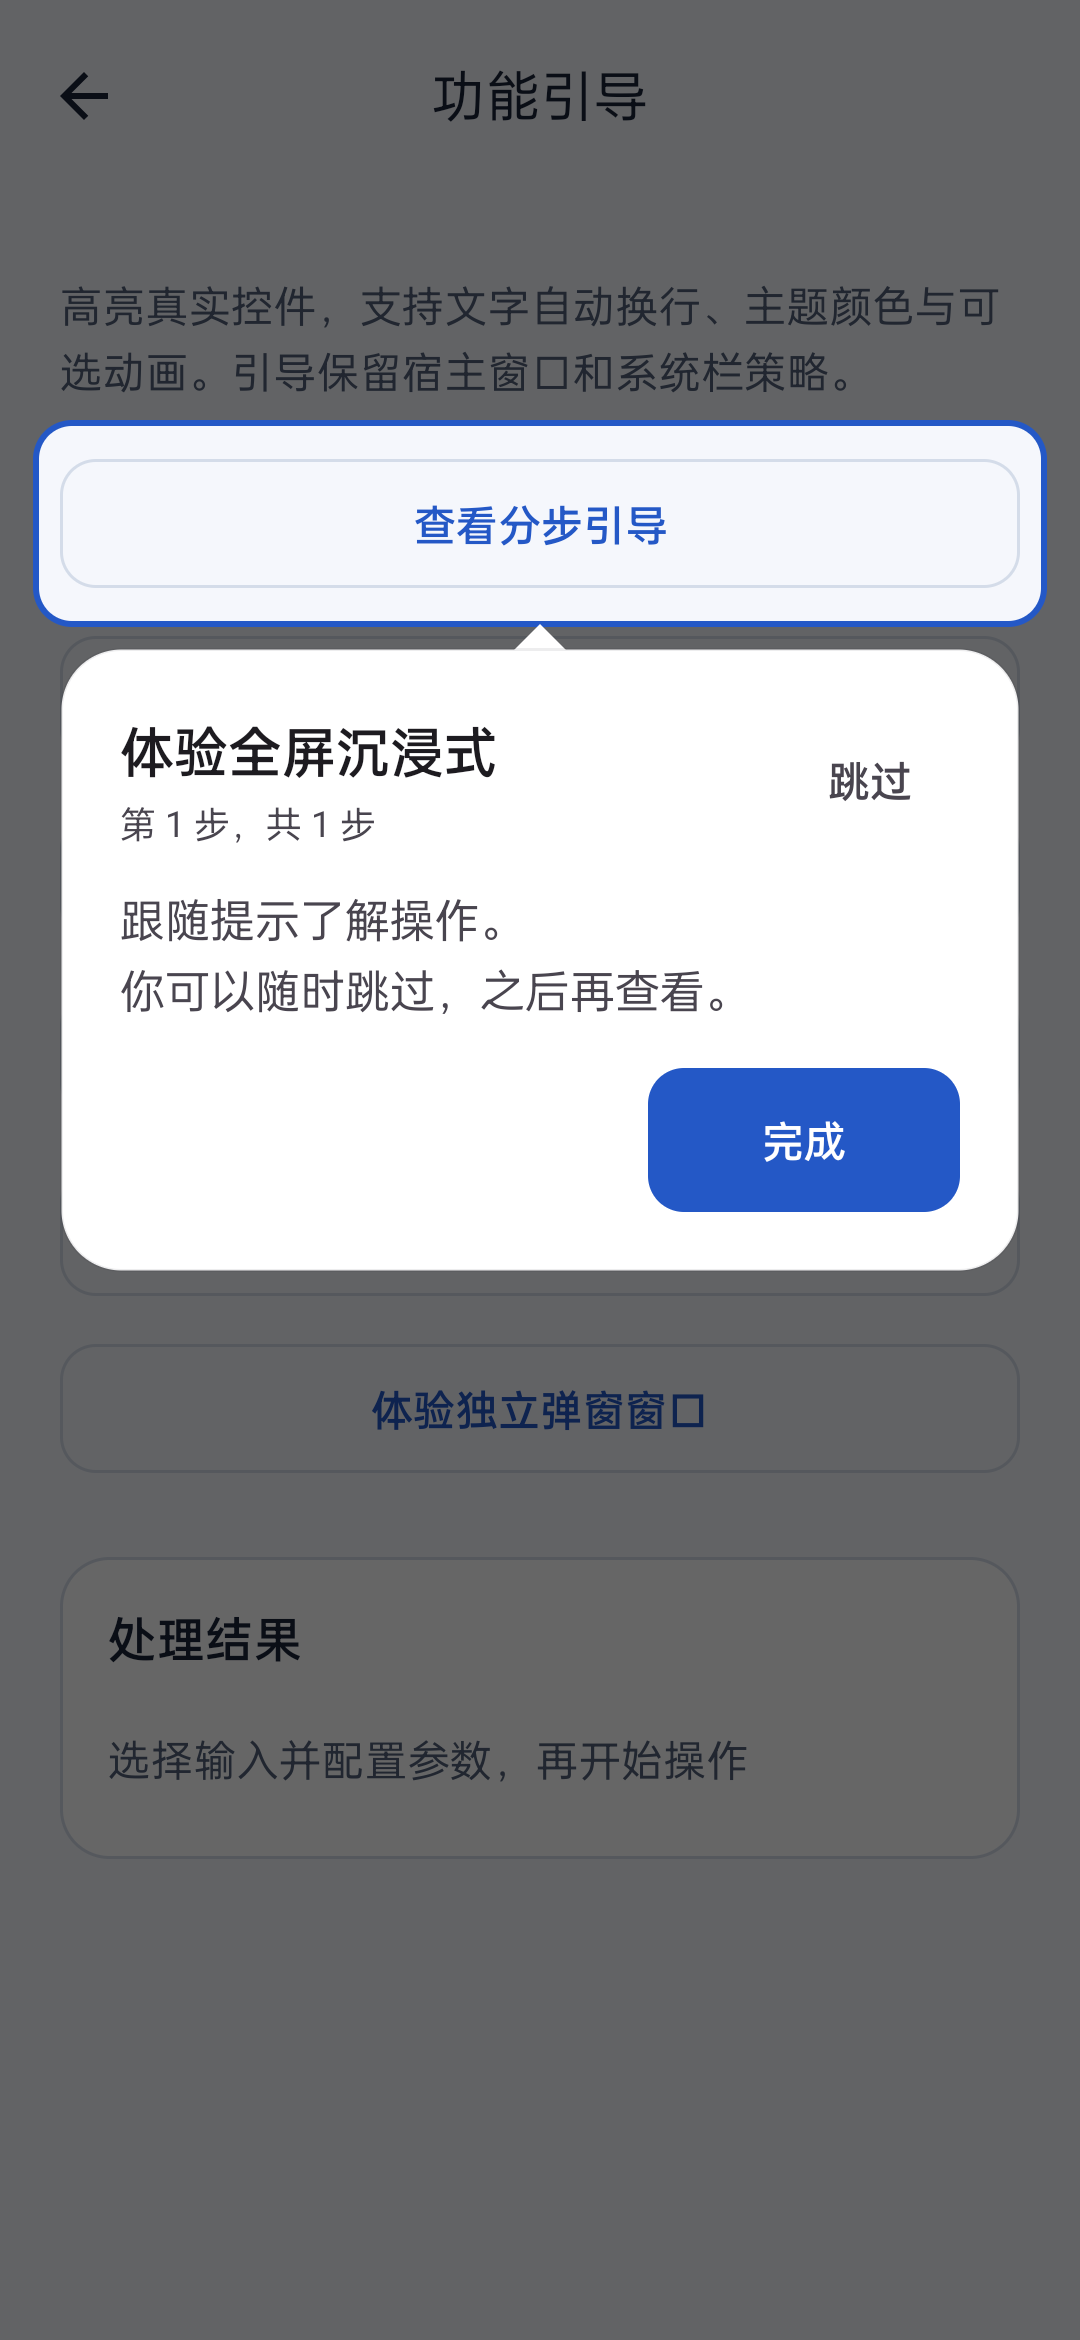 功能引导
高亮真实控件，支持文字自动换行、主题颜色与可
选动画。引导保留宿主窗口和系统栏策略。
查看分步引导
体验全屏沉浸式
跳过
第 1 步，共 1 步
跟随提示了解操作。
你可以随时跳过，之后再查看。
完成
体验独立弹窗窗口
处理结果
选择输入并配置参数，再开始操作